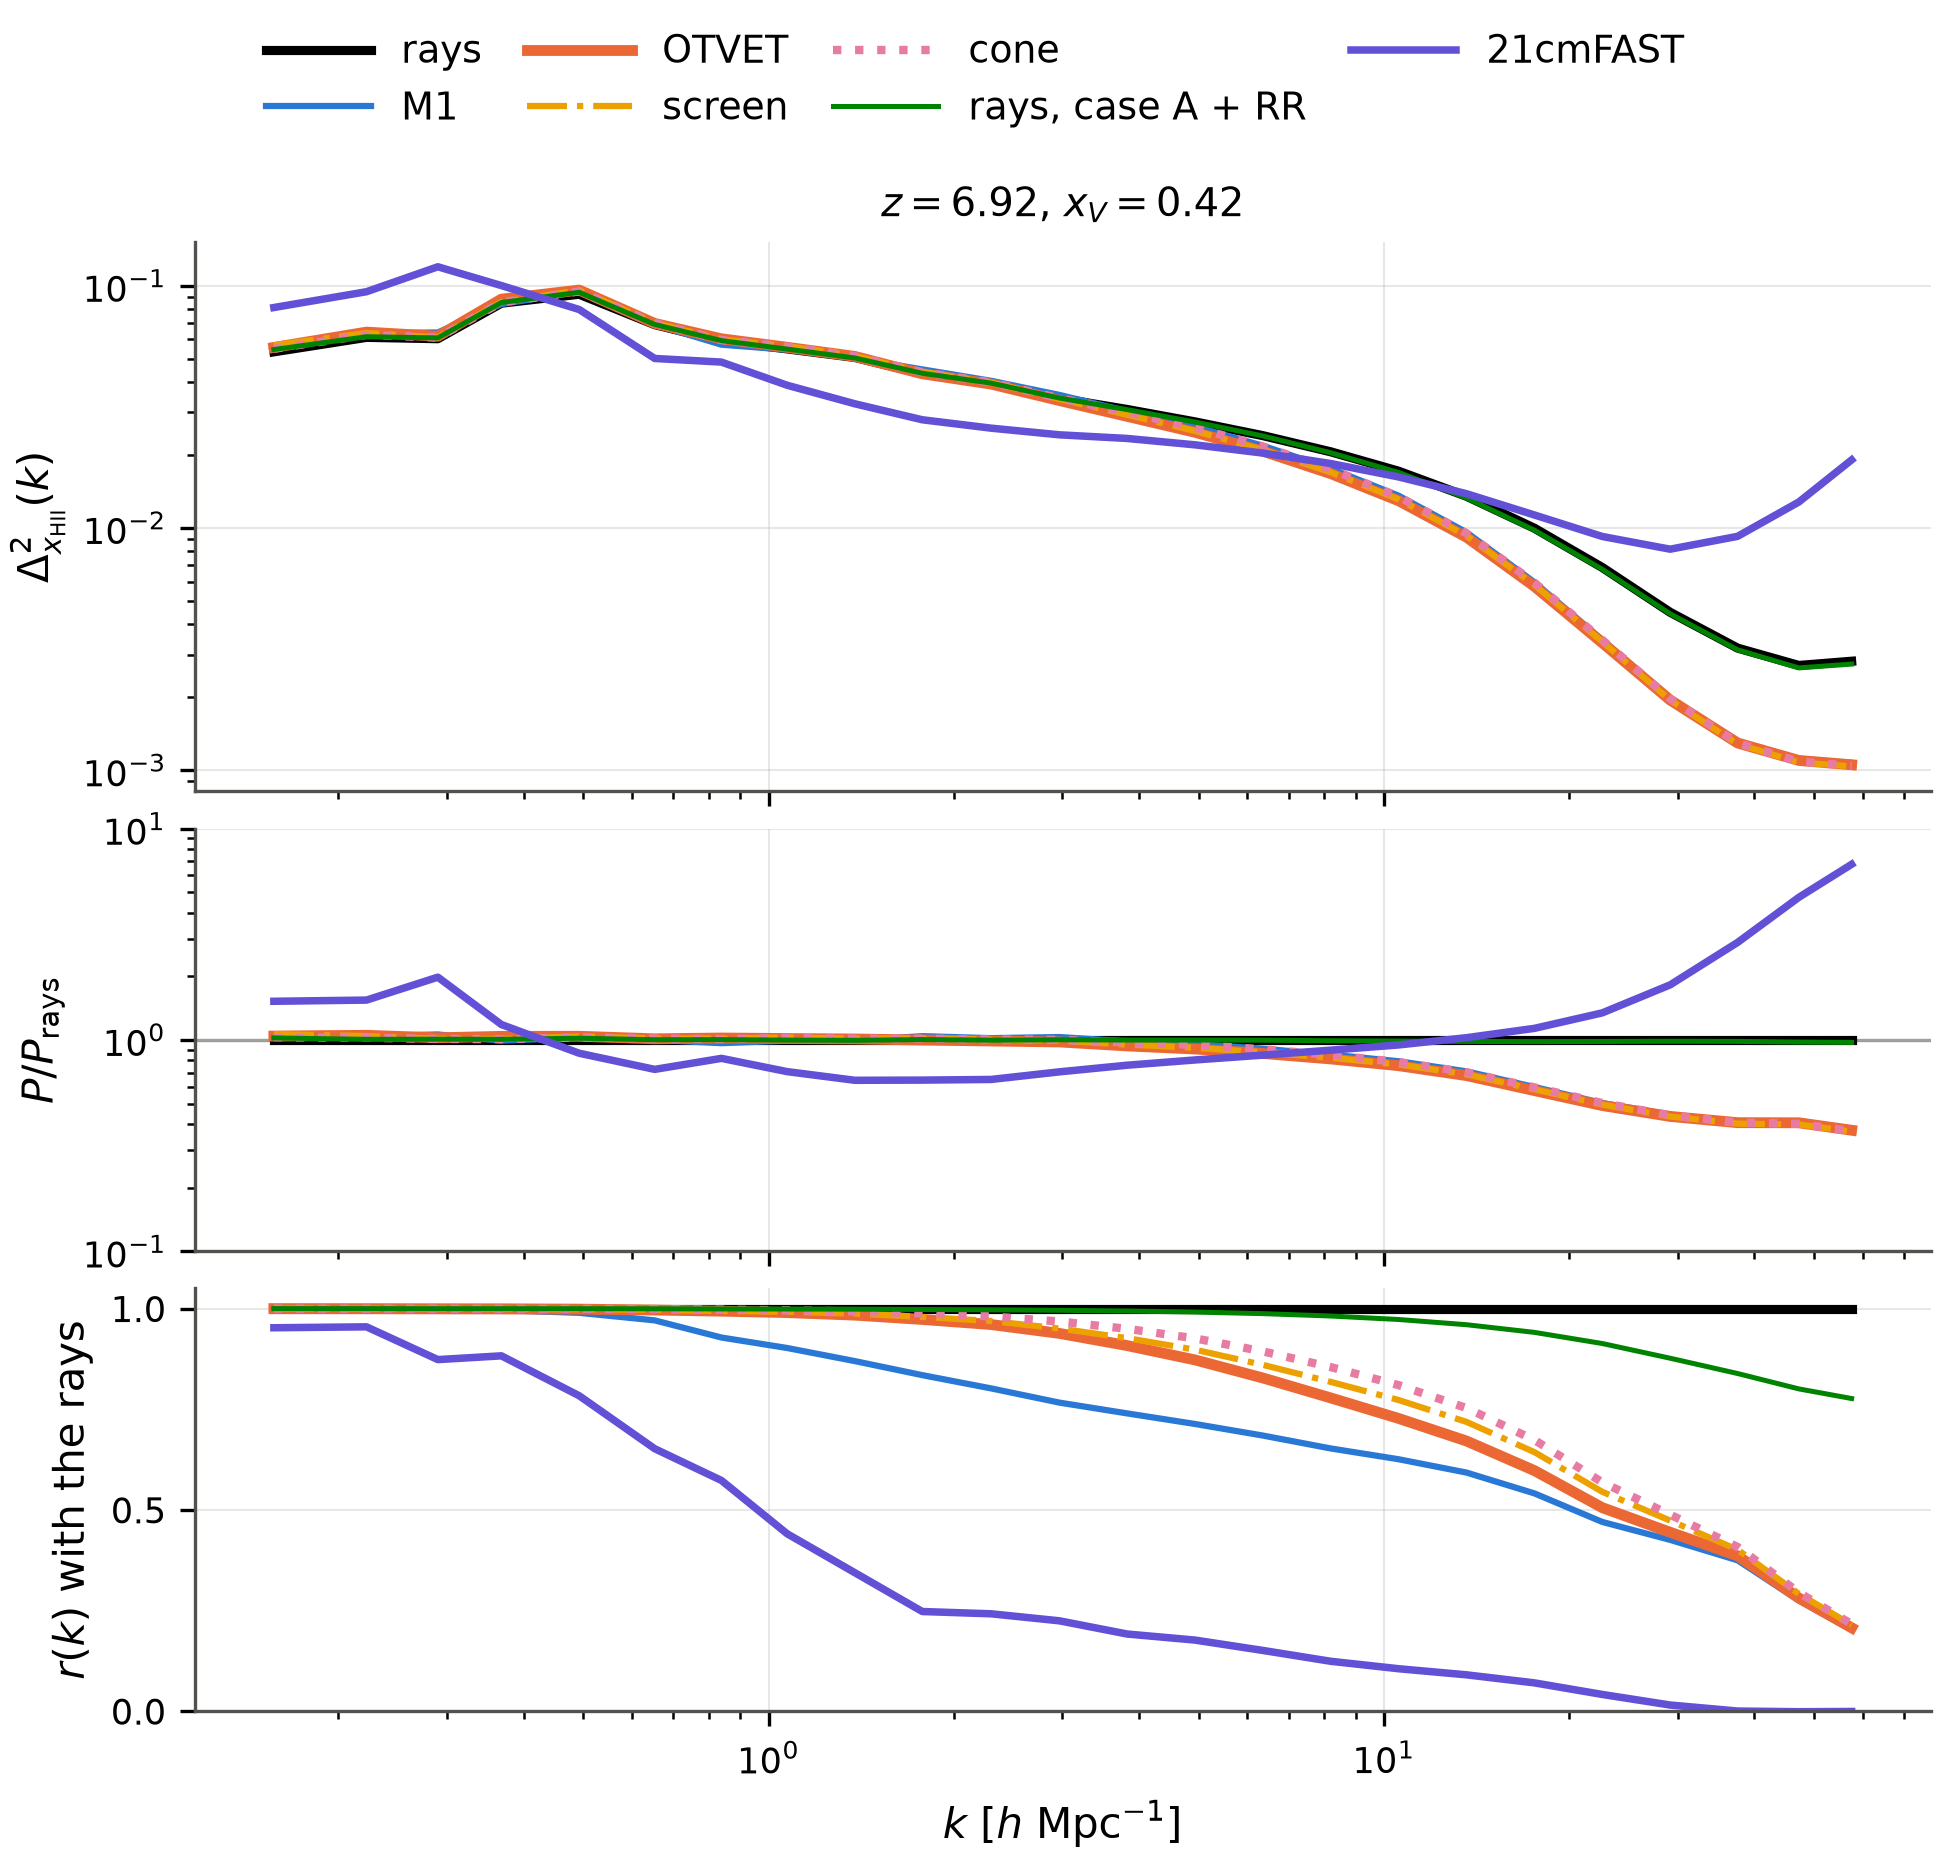 rays OTVET cone 21cmFAST
M1 screen rays, case A + RR
z = 6.92, x_V = 0.42
10^−1
10^−2
10^−3
Δ²_{x_HII}(k)
10^1
10^0
10^−1
P/P_rays
1.0
0.5
0.0
r(k) with the rays
10^0 10^1
k [h Mpc^−1]